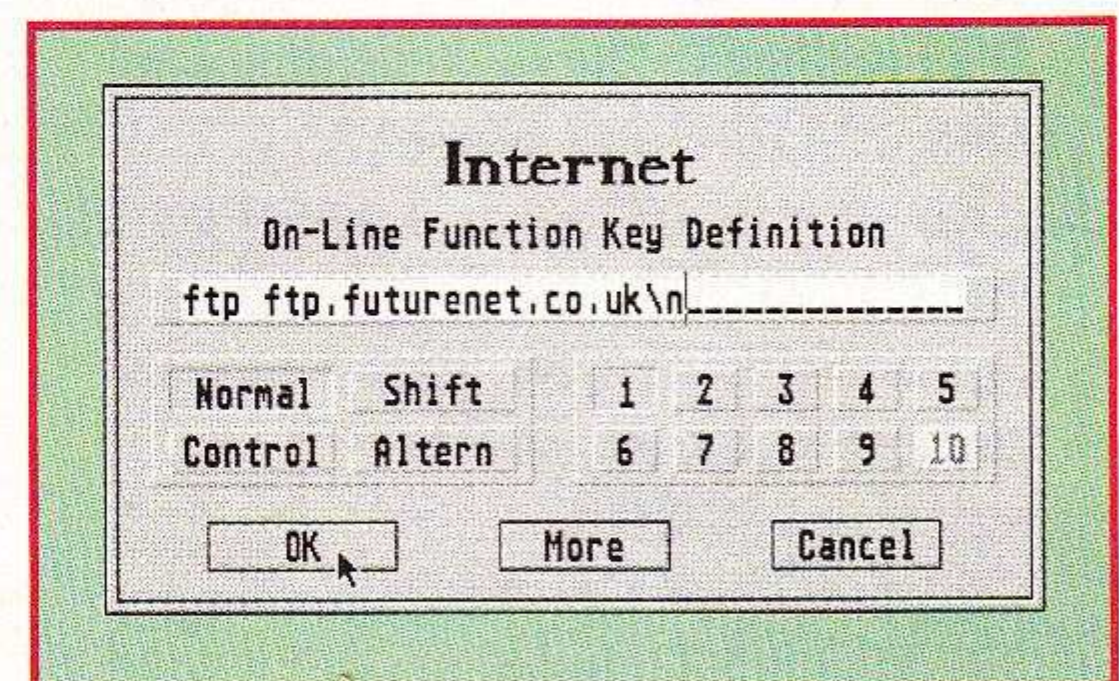 Internet
On-Line Function Key Definition
ftp ftp.futurenet.co.uk\n______________
Normal Shift 1 2 3 4 5
Control Altern 6 7 8 9 10
OK More Cancel